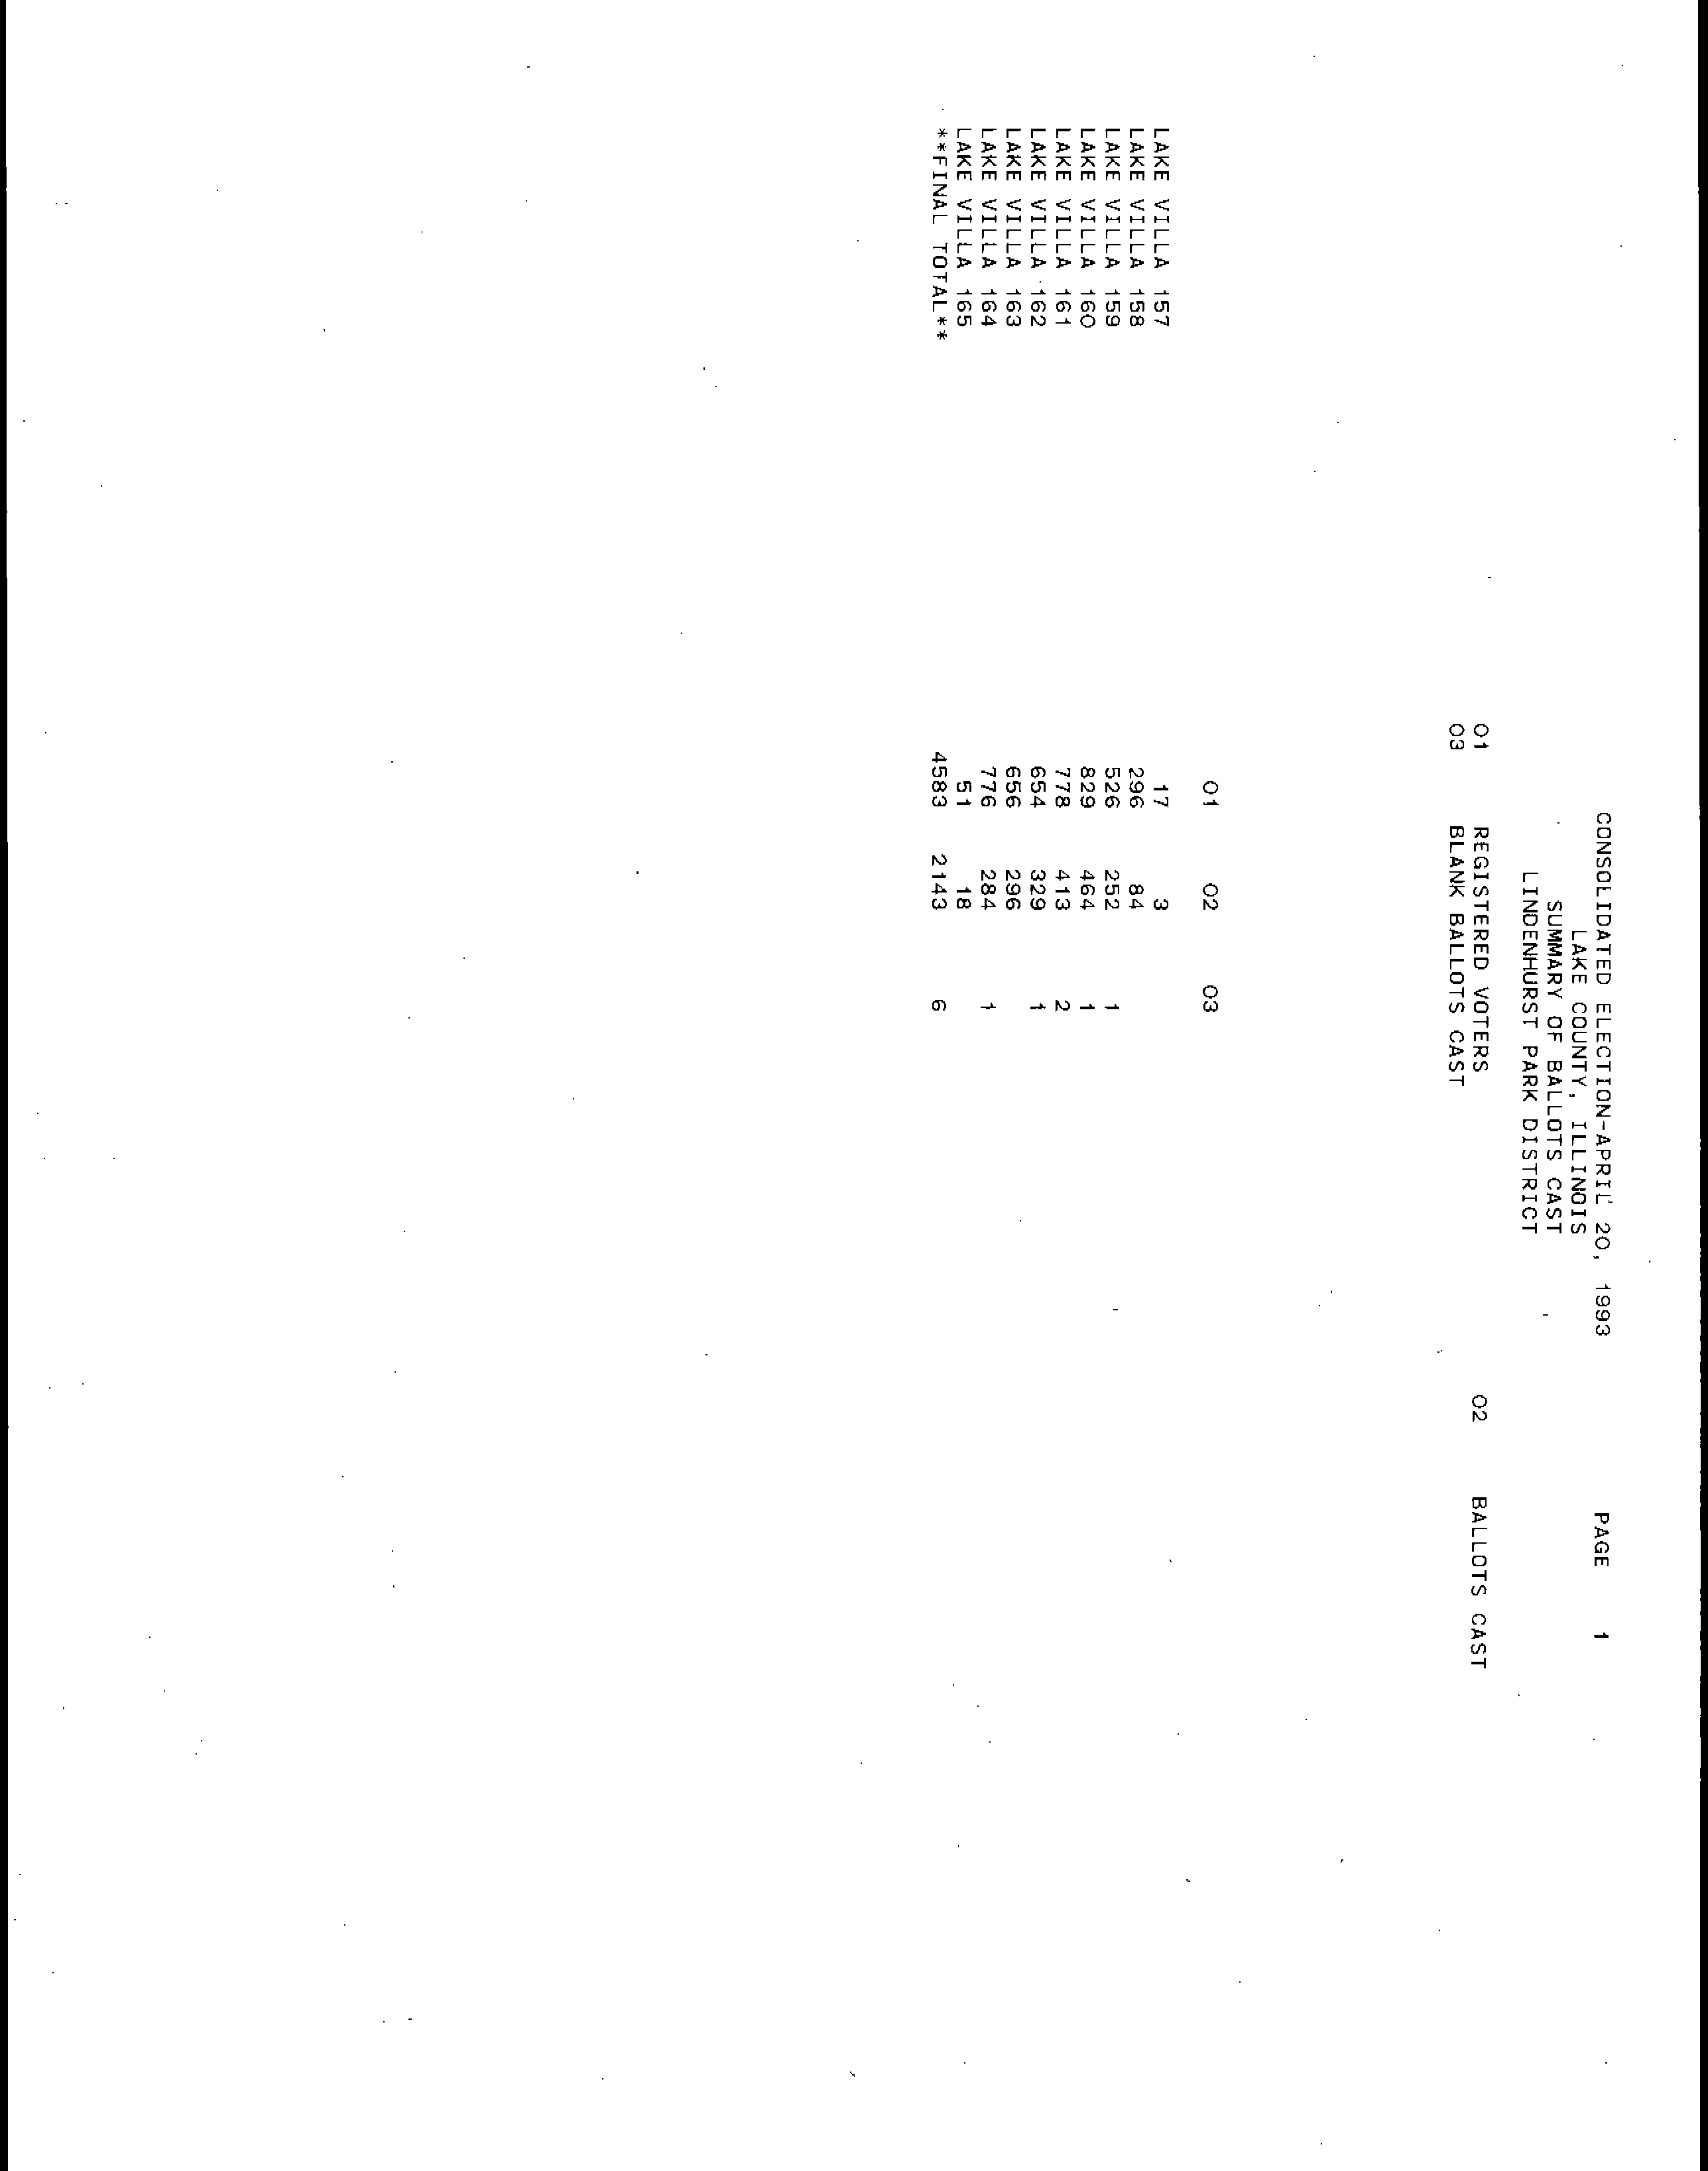 CONSOLIDATED ELECTION-APRIL 20, 1993 PAGE 1
LAKE COUNTY, ILLINOIS
SUMMARY OF BALLOTS CAST
LINDENHURST PARK DISTRICT
01 REGISTERED VOTERS 02 BALLOTS CAST
03 BLANK BALLOTS CAST
01 02 03
LAKE VILLA 157 17 3
LAKE VILLA 158 296 84
LAKE VILLA 159 526 252 1
LAKE VILLA 160 829 464 1
LAKE VILLA 161 778 413 2
LAKE VILLA 162 654 329 1
LAKE VILLA 163 656 296
LAKE VILLA 164 776 284 1
LAKE VILLA 165 51 18
**FINAL TOTAL** 4583 2143 6